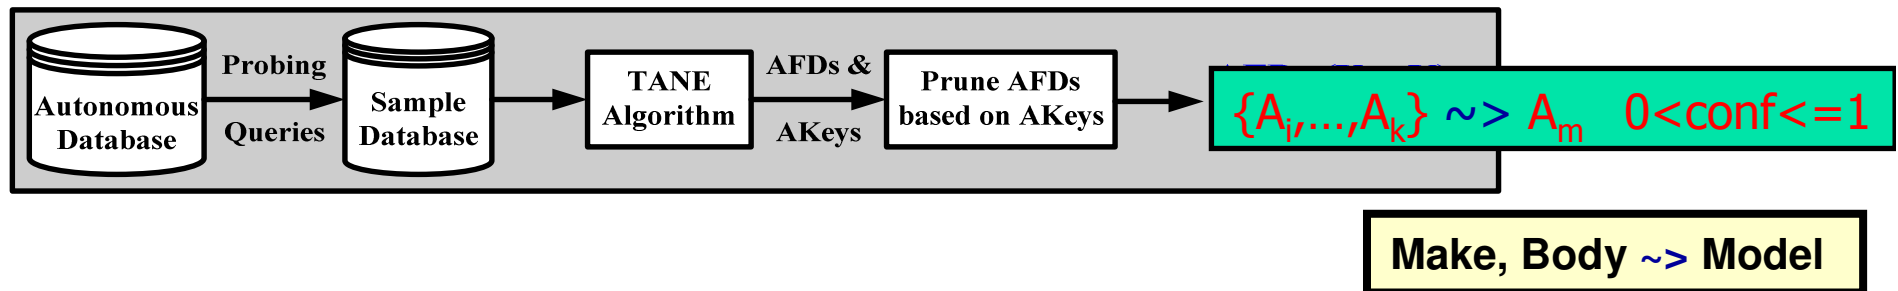 Autonomous
Database
Probing
Queries
Sample
Database
TANE
Algorithm
AFDs &
AKeys
Prune AFDs
based on AKeys
{Ai,...,Ak} ~> Am 0<conf<=1
Make, Body ~> Model